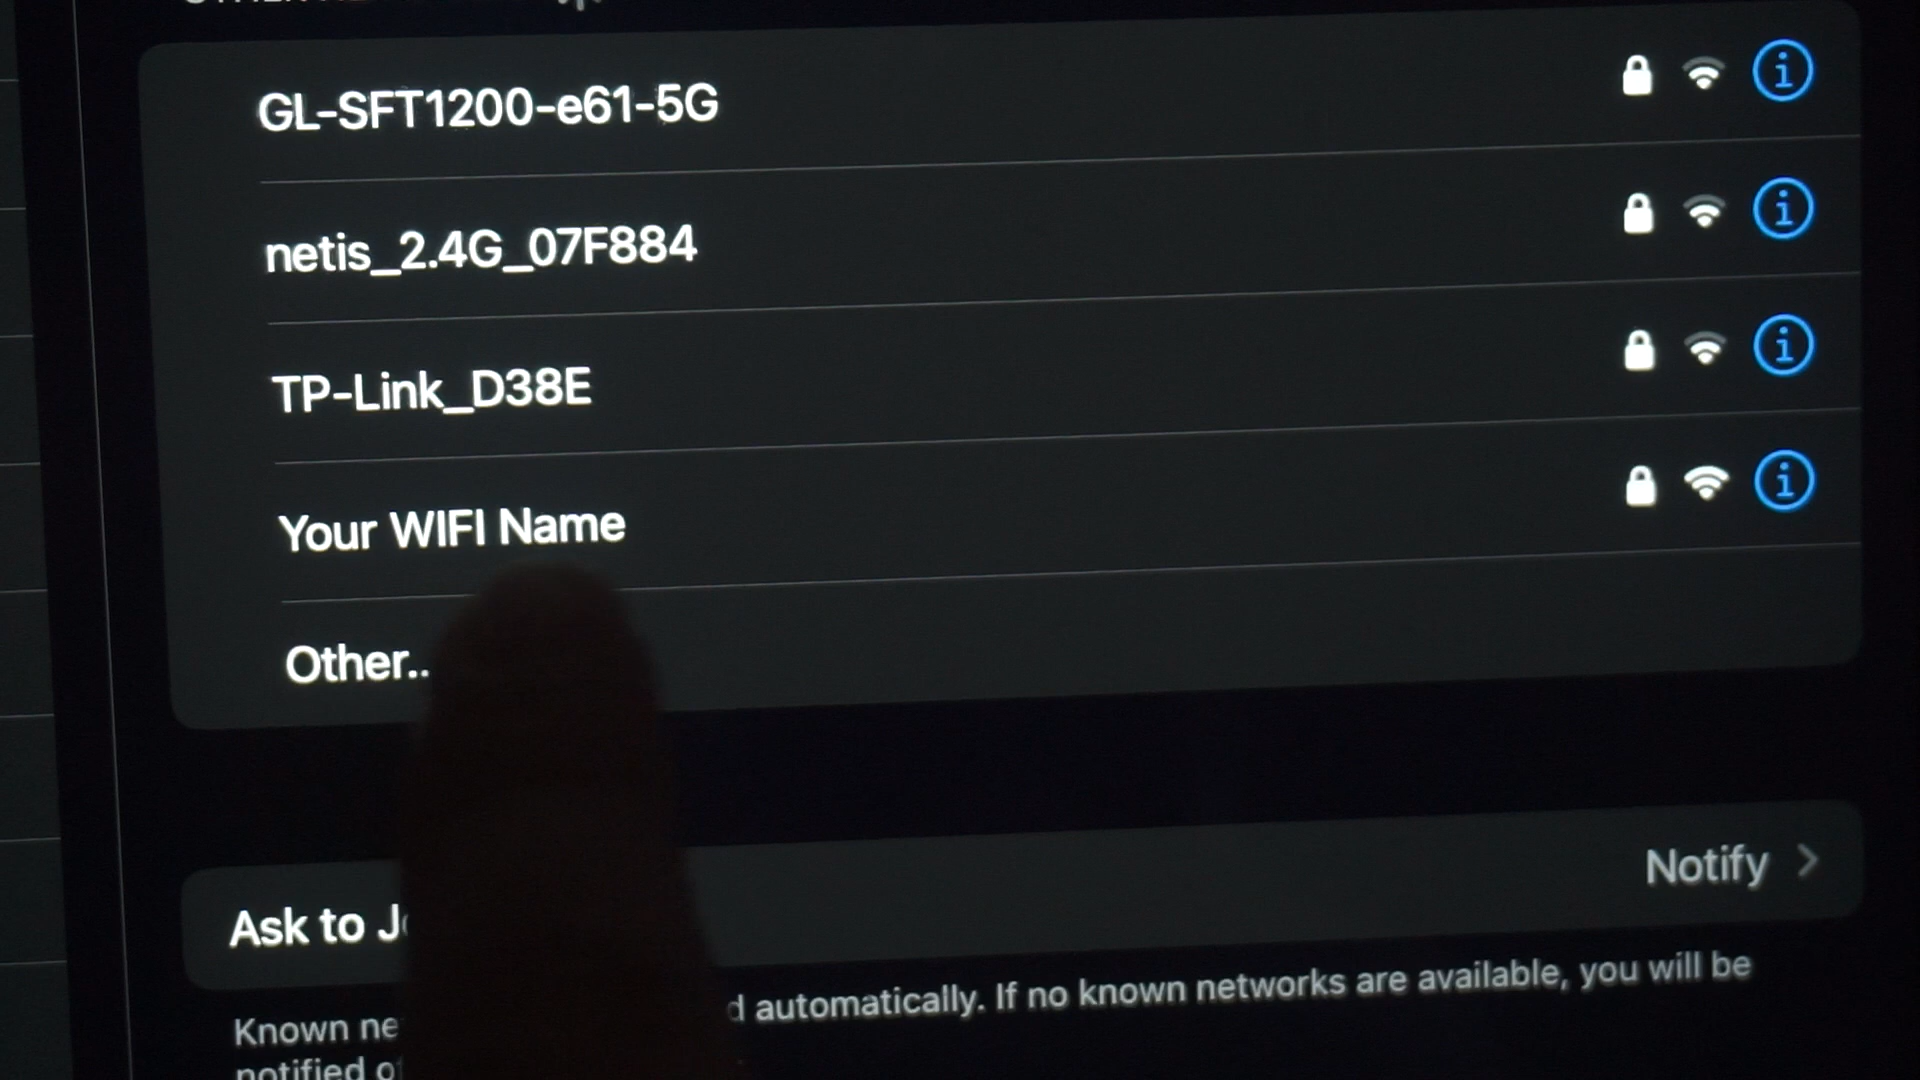 GL-SFT1200-e61-5G
netis_2.4G_07F884
TP-Link_D38E
Your WIFI Name
Other..
Notify
Ask to
automatically. If no known networks are available, you will be
Known
notified